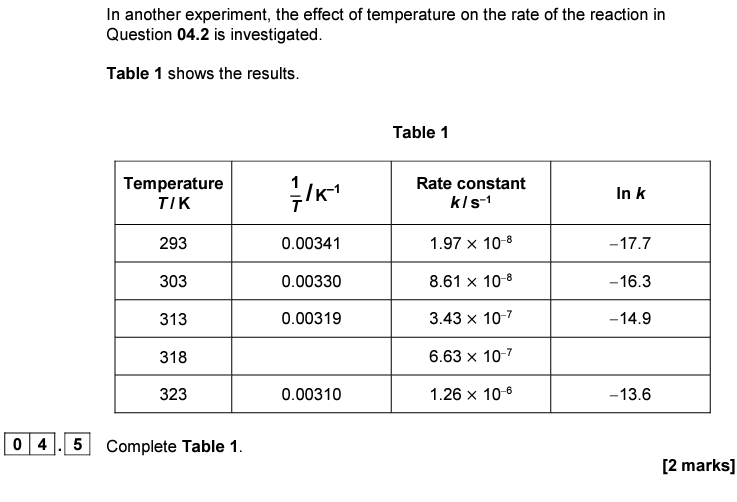 In another experiment, the effect of temperature on the rate of the reaction in
Question 04.2 is investigated.
Table 1 shows the results.
Table 1
Temperature T / K | 1/T / K⁻¹ | Rate constant k / s⁻¹ | ln k
293 | 0.00341 | 1.97 × 10⁻⁸ | −17.7
303 | 0.00330 | 8.61 × 10⁻⁸ | −16.3
313 | 0.00319 | 3.43 × 10⁻⁷ | −14.9
318 | | 6.63 × 10⁻⁷ |
323 | 0.00310 | 1.26 × 10⁻⁶ | −13.6
0 4 . 5 Complete Table 1.
[2 marks]